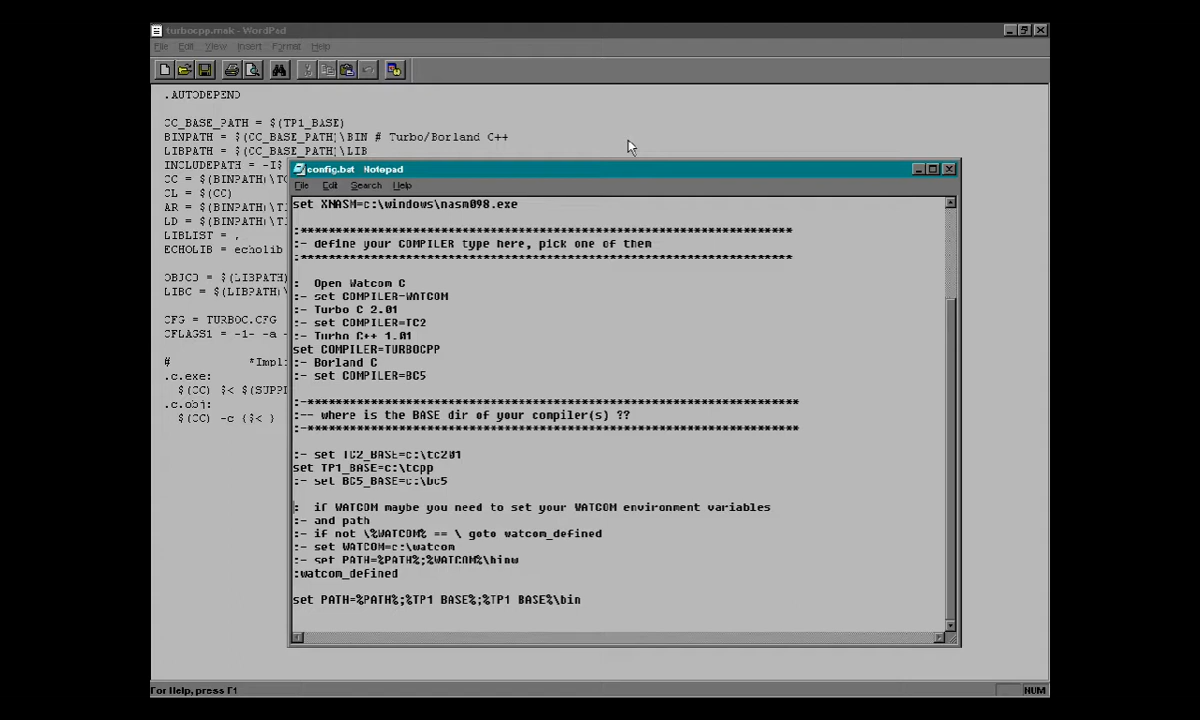 turbocpp.mak - WordPad
File Edit View Insert Format Help
.AUTODEPEND
CC_BASE_PATH = $(TP1_BASE)
BINPATH = $(CC_BASE_PATH)\BIN # Turbo/Borland C++
LIBPATH = $(CC_BASE_PATH)\LIB
INCLUDEPATH = -I$
CC = $(BINPATH)\TC
CL = $(CC)
AR = $(BINPATH)\T
LD = $(BINPATH)\T
LIBLIST = ,
ECHOLIB = echolib
OBJC0 = $(LIBPATH)
LIBC = $(LIBPATH)\
CFG = TURBOC.CFG
CFLAGS1 = -1- -a -
# *Impl
.c.exe:
$(CC) $< $(SUPPL
.c.obj:
$(CC) -c {$< }
config.bat - Notepad
File Edit Search Help
set XNASM=c:\windows\nasm098.exe
:**********************************************************************
:- define your COMPILER type here, pick one of them
:**********************************************************************
: Open Watcom C
:- set COMPILER=WATCOM
:- Turbo C 2.01
:- set COMPILER=TC2
:- Turbo C++ 1.01
set COMPILER=TURBOCPP
:- Borland C
:- set COMPILER=BC5
:-**********************************************************************
:-- where is the BASE dir of your compiler(s) ??
:-**********************************************************************
:- set TC2_BASE=c:\tc201
set TP1_BASE=c:\tcpp
:- set BC5_BASE=c:\bc5
: if WATCOM maybe you need to set your WATCOM environment variables
:- and path
:- if not \%WATCOM% == \ goto watcom_defined
:- set WATCOM=c:\watcom
:- set PATH=%PATH%;%WATCOM%\binw
:watcom_defined
set PATH=%PATH%;%TP1 BASE%;%TP1 BASE%\bin
For Help, press F1
NUM